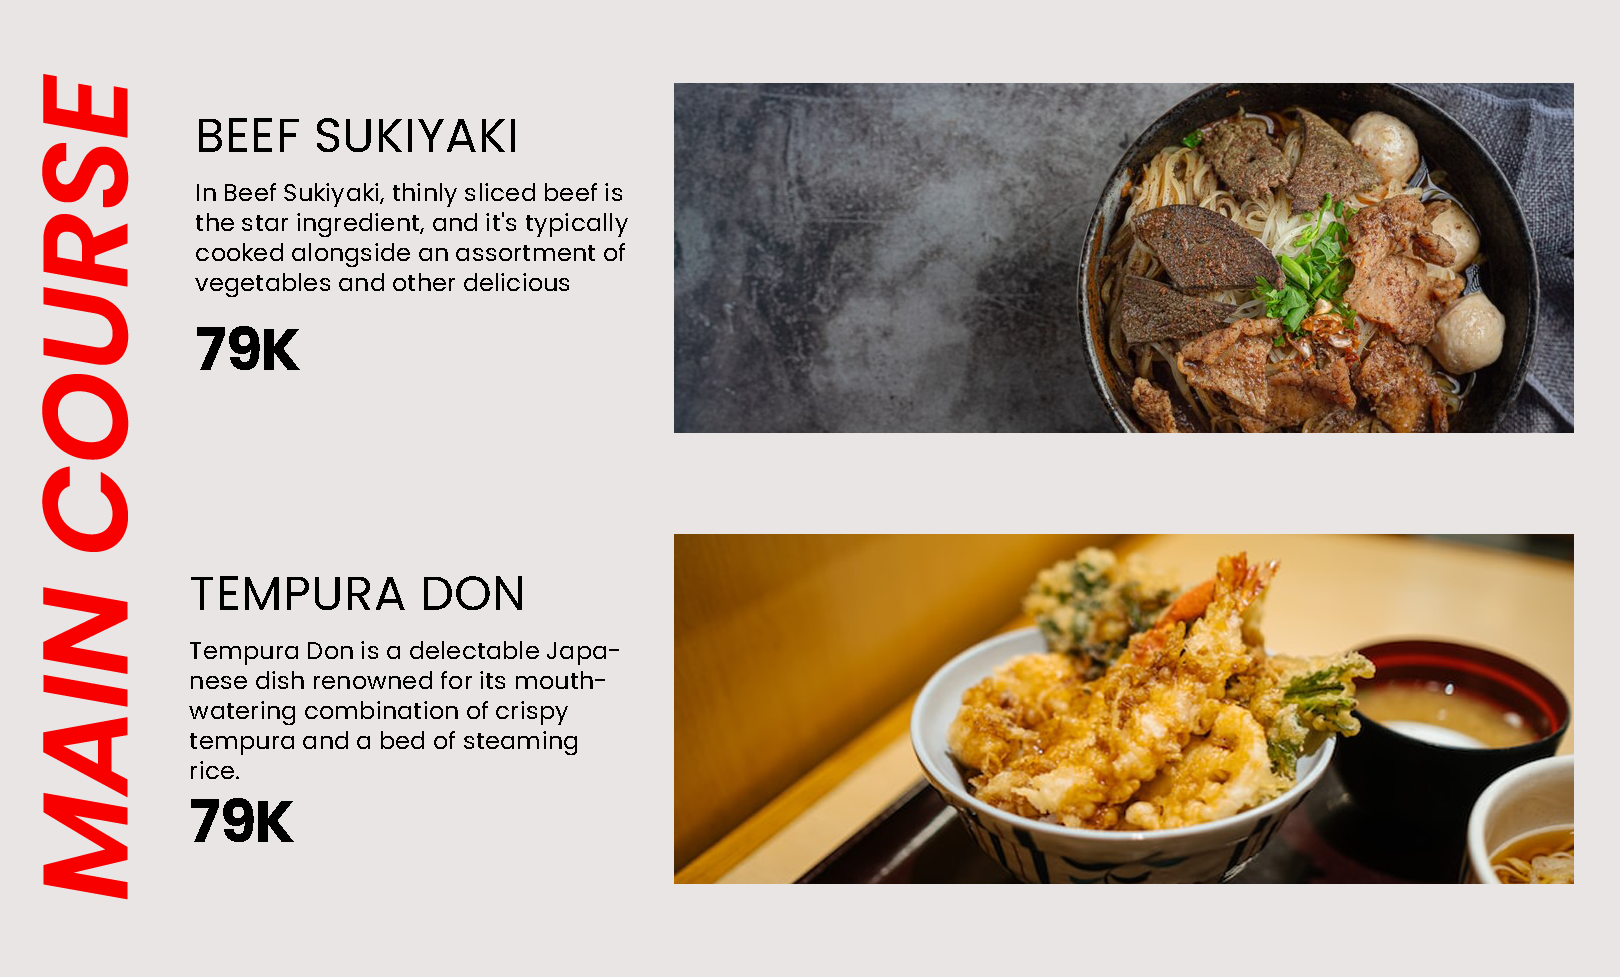 MAIN COURSE
BEEF SUKIYAKI
In Beef Sukiyaki, thinly sliced beef is
the star ingredient, and it's typically
cooked alongside an assortment of
vegetables and other delicious
79K
TEMPURA DON
Tempura Don is a delectable Japa-
nese dish renowned for its mouth-
watering combination of crispy
tempura and a bed of steaming
rice.
79K